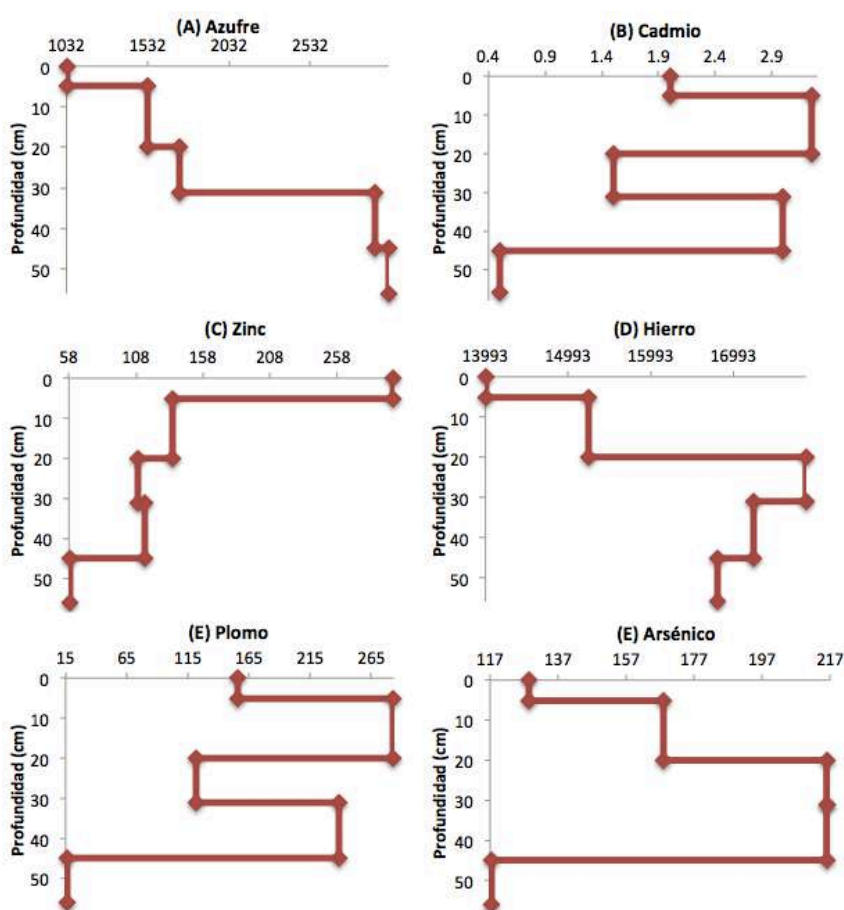 (A) Azufre
1032 1532 2032 2532
Profundidad (cm)
0
10
20
30
40
50
(B) Cadmio
0.4 0.9 1.4 1.9 2.4 2.9
Profundidad (cm)
0
10
20
30
40
50
(C) Zinc
58 108 158 208 258
Profundidad (cm)
0
10
20
30
40
50
(D) Hierro
13993 14993 15993 16993
Profundidad (cm)
0
10
20
30
40
50
(E) Plomo
15 65 115 165 215 265
Profundidad (cm)
0
10
20
30
40
50
(E) Arsénico
117 137 157 177 197 217
Profundidad (cm)
0
10
20
30
40
50